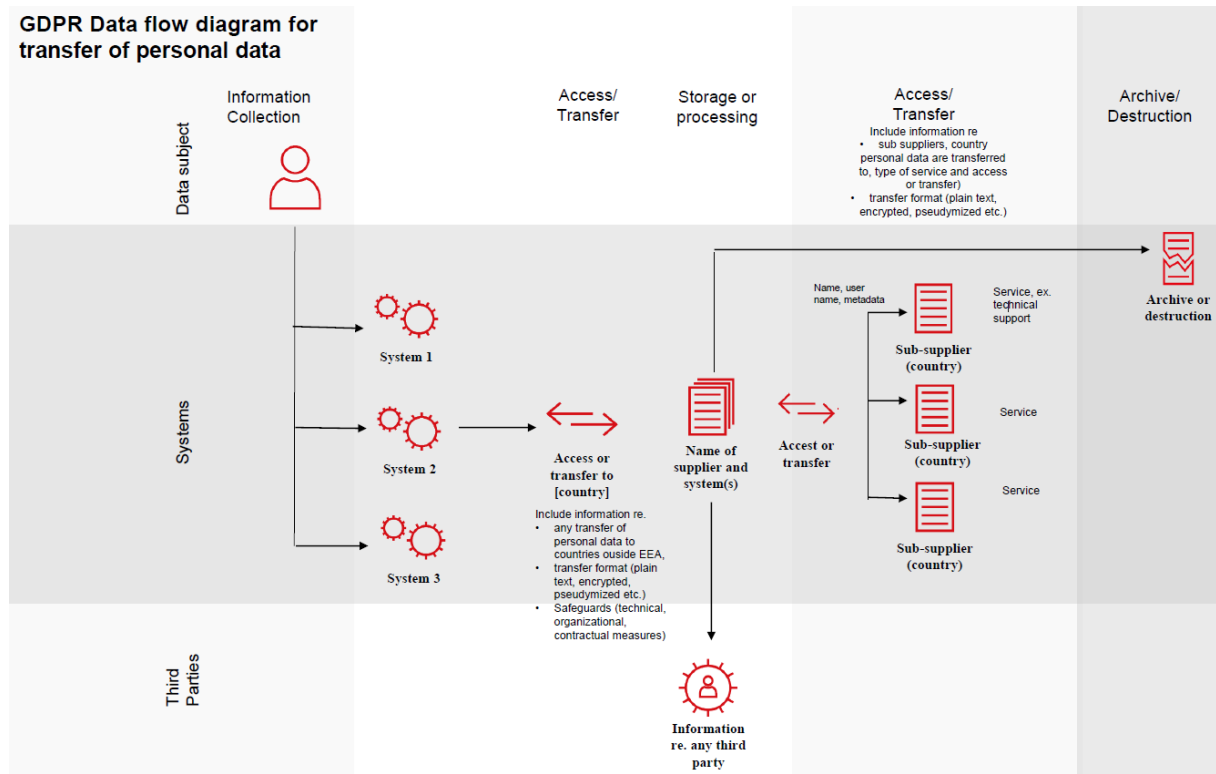 GDPR Data flow diagram for
transfer of personal data
Information
Collection
Access/
Transfer
Storage or
processing
Access/
Transfer
Include information re
• sub suppliers, country
personal data are transferred
to, type of service and access
or transfer)
• transfer format (plain text,
encrypted, pseudymized etc.)
Archive/
Destruction
Data subject
Systems
Third
Parties
System 1
System 2
System 3
Access or
transfer to
[country]
Include information re.
• any transfer of
personal data to
countries ouside EEA,
• transfer format (plain
text, encrypted,
pseudymized etc.)
• Safeguards (technical,
organizational,
contractual measures)
Name of
supplier and
system(s)
Accest or
transfer
Name, user
name, metadata
Service, ex.
technical
support
Sub-supplier
(country)
Service
Sub-supplier
(country)
Service
Sub-supplier
(country)
Archive or
destruction
Information
re. any third
party